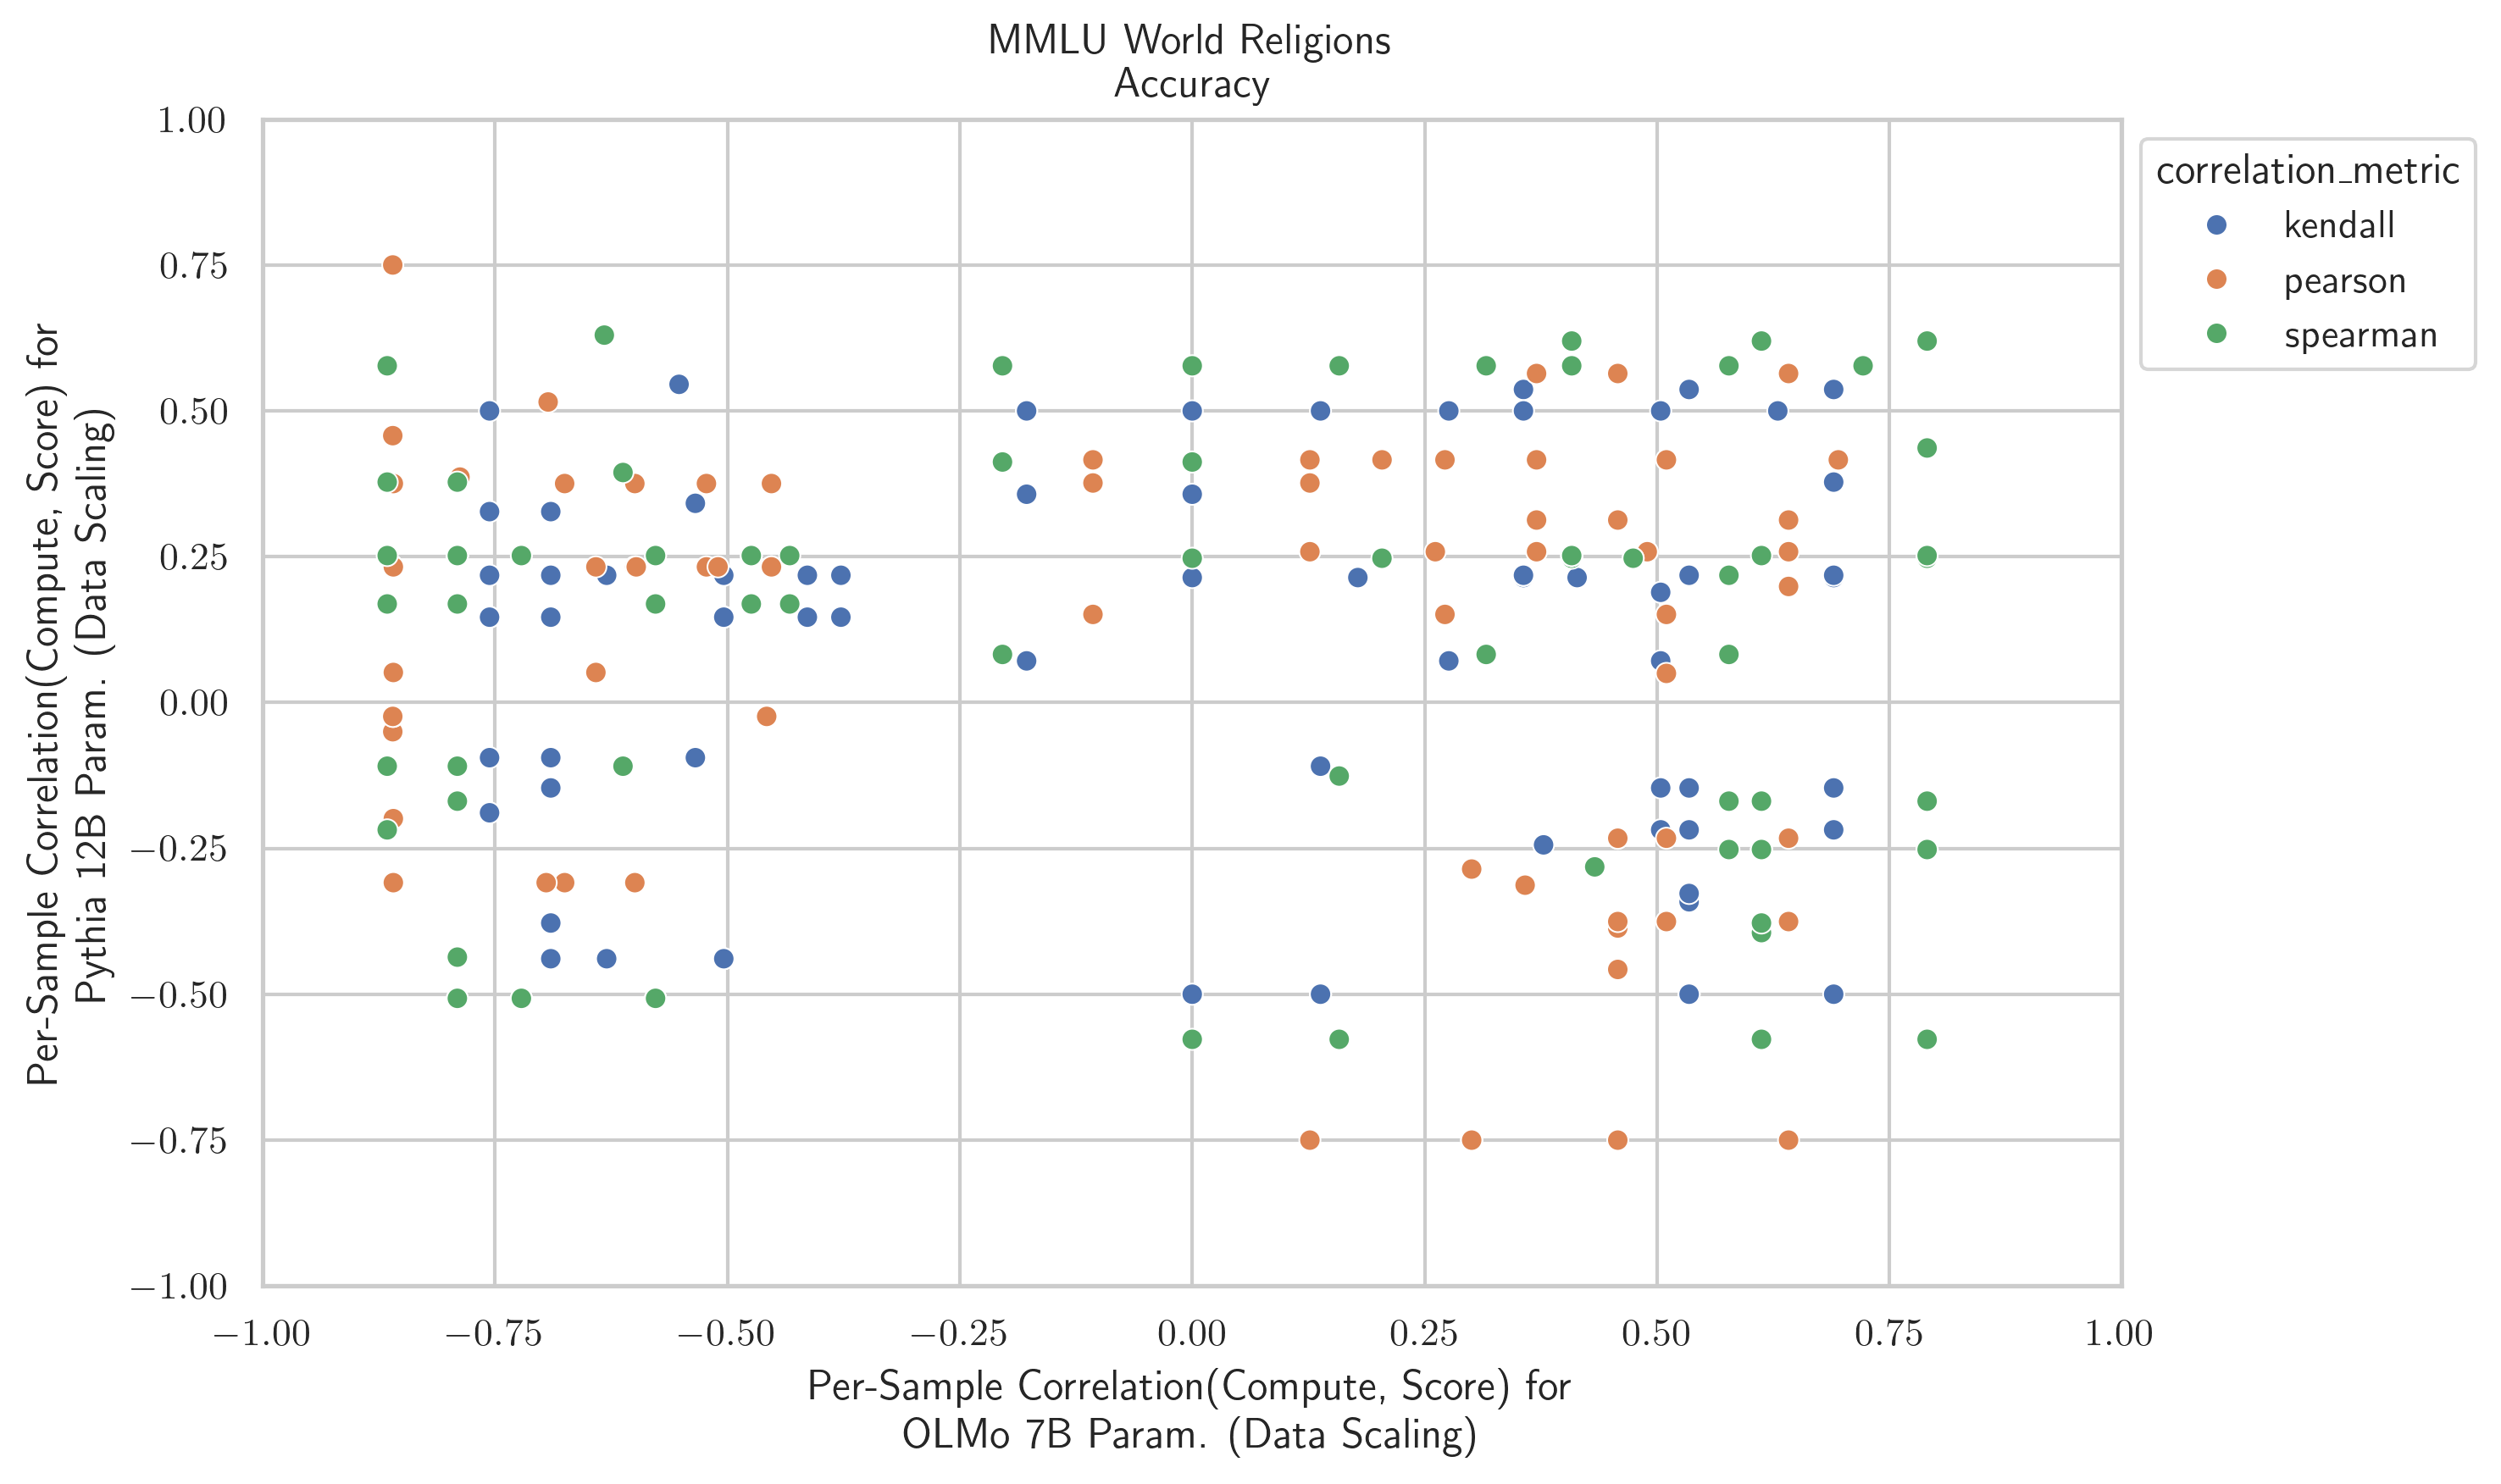 MMLU World Religions
Accuracy
Per-Sample Correlation(Compute, Score) for
Pythia 12B Param. (Data Scaling)
1.00
0.75
0.50
0.25
0.00
−0.25
−0.50
−0.75
−1.00
−1.00 −0.75 −0.50 −0.25 0.00 0.25 0.50 0.75 1.00
Per-Sample Correlation(Compute, Score) for
OLMo 7B Param. (Data Scaling)
correlation_metric
kendall
pearson
spearman